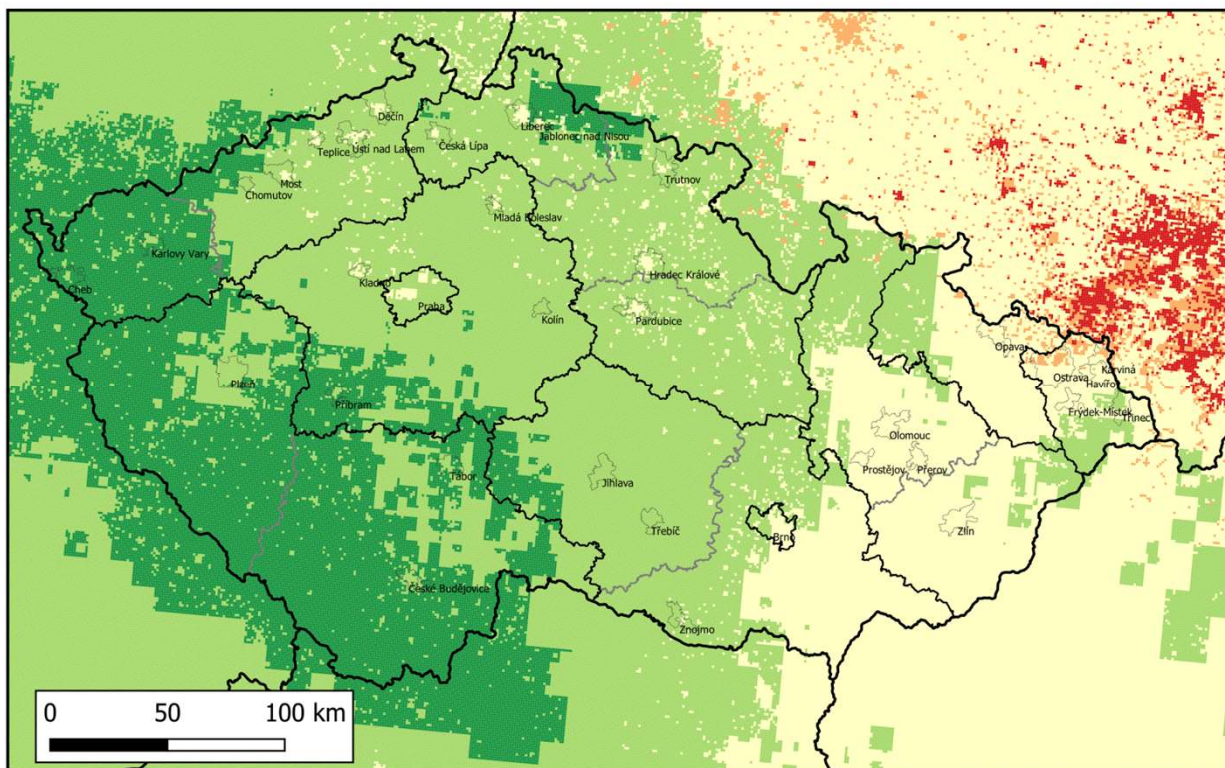 Děčín
Liberec
Jablonec nad Nisou
Teplice
Ústí nad Labem
Česká Lípa
Most
Chomutov
Trutnov
Mladá Boleslav
Karlovy Vary
Hradec Králové
Cheb
Kladno
Praha
Kolín
Pardubice
Opava
Karviná
Ostrava
Havířov
Plzeň
Příbram
Frýdek-Místek
Třinec
Olomouc
Prostějov
Přerov
Tábor
Jihlava
Třebíč
Brno
Zlín
České Budějovice
Znojmo
0 50 100 km